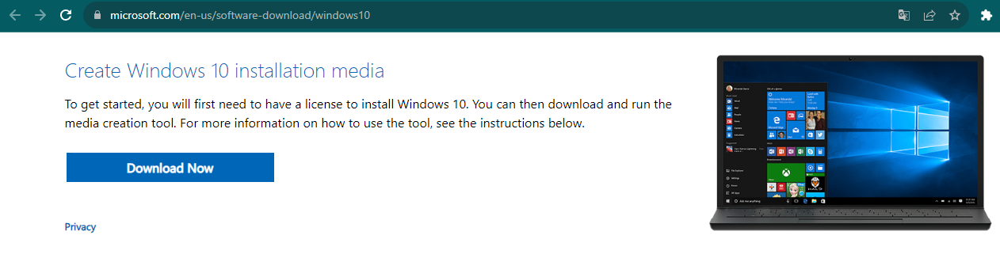 microsoft.com/en-us/software-download/windows10
Create Windows 10 installation media
To get started, you will first need to have a license to install Windows 10. You can then download and run the
media creation tool. For more information on how to use the tool, see the instructions below.
Download Now
Privacy